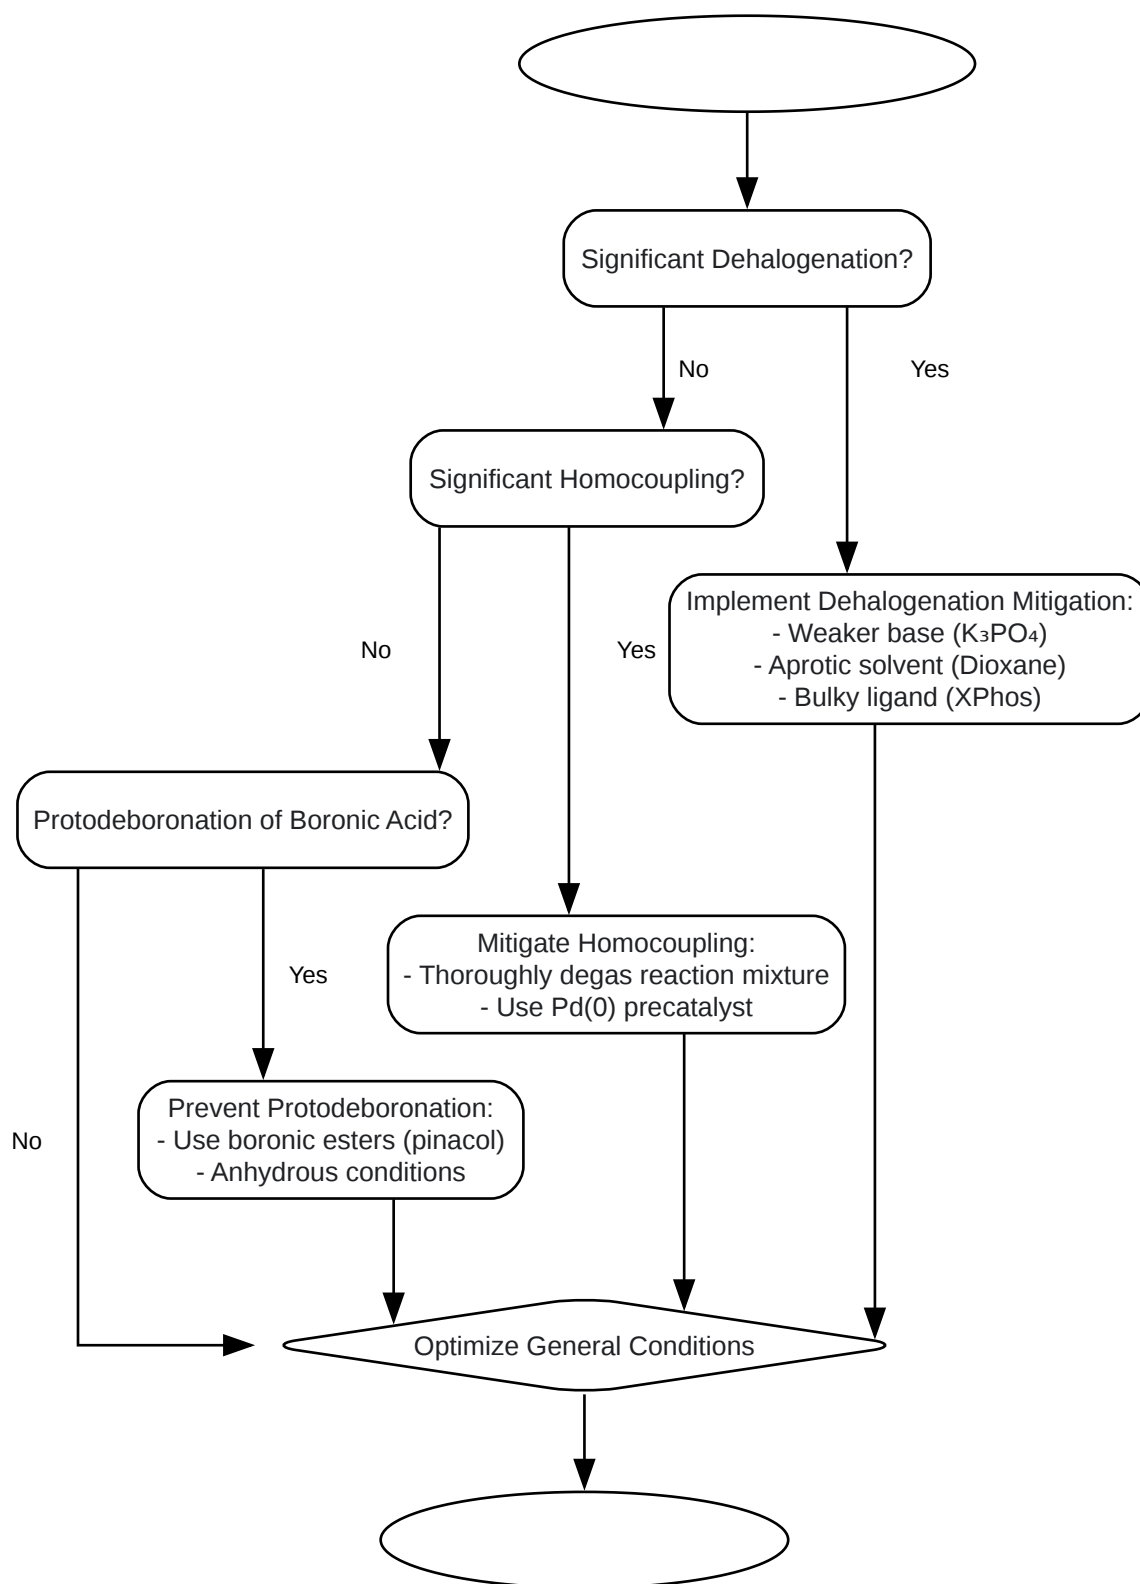 Significant Dehalogenation?
No
Yes
Significant Homocoupling?
Implement Dehalogenation Mitigation:
- Weaker base (K₃PO₄)
- Aprotic solvent (Dioxane)
- Bulky ligand (XPhos)
No
Yes
Protodeboronation of Boronic Acid?
Mitigate Homocoupling:
- Thoroughly degas reaction mixture
- Use Pd(0) precatalyst
Yes
Prevent Protodeboronation:
- Use boronic esters (pinacol)
- Anhydrous conditions
No
Optimize General Conditions